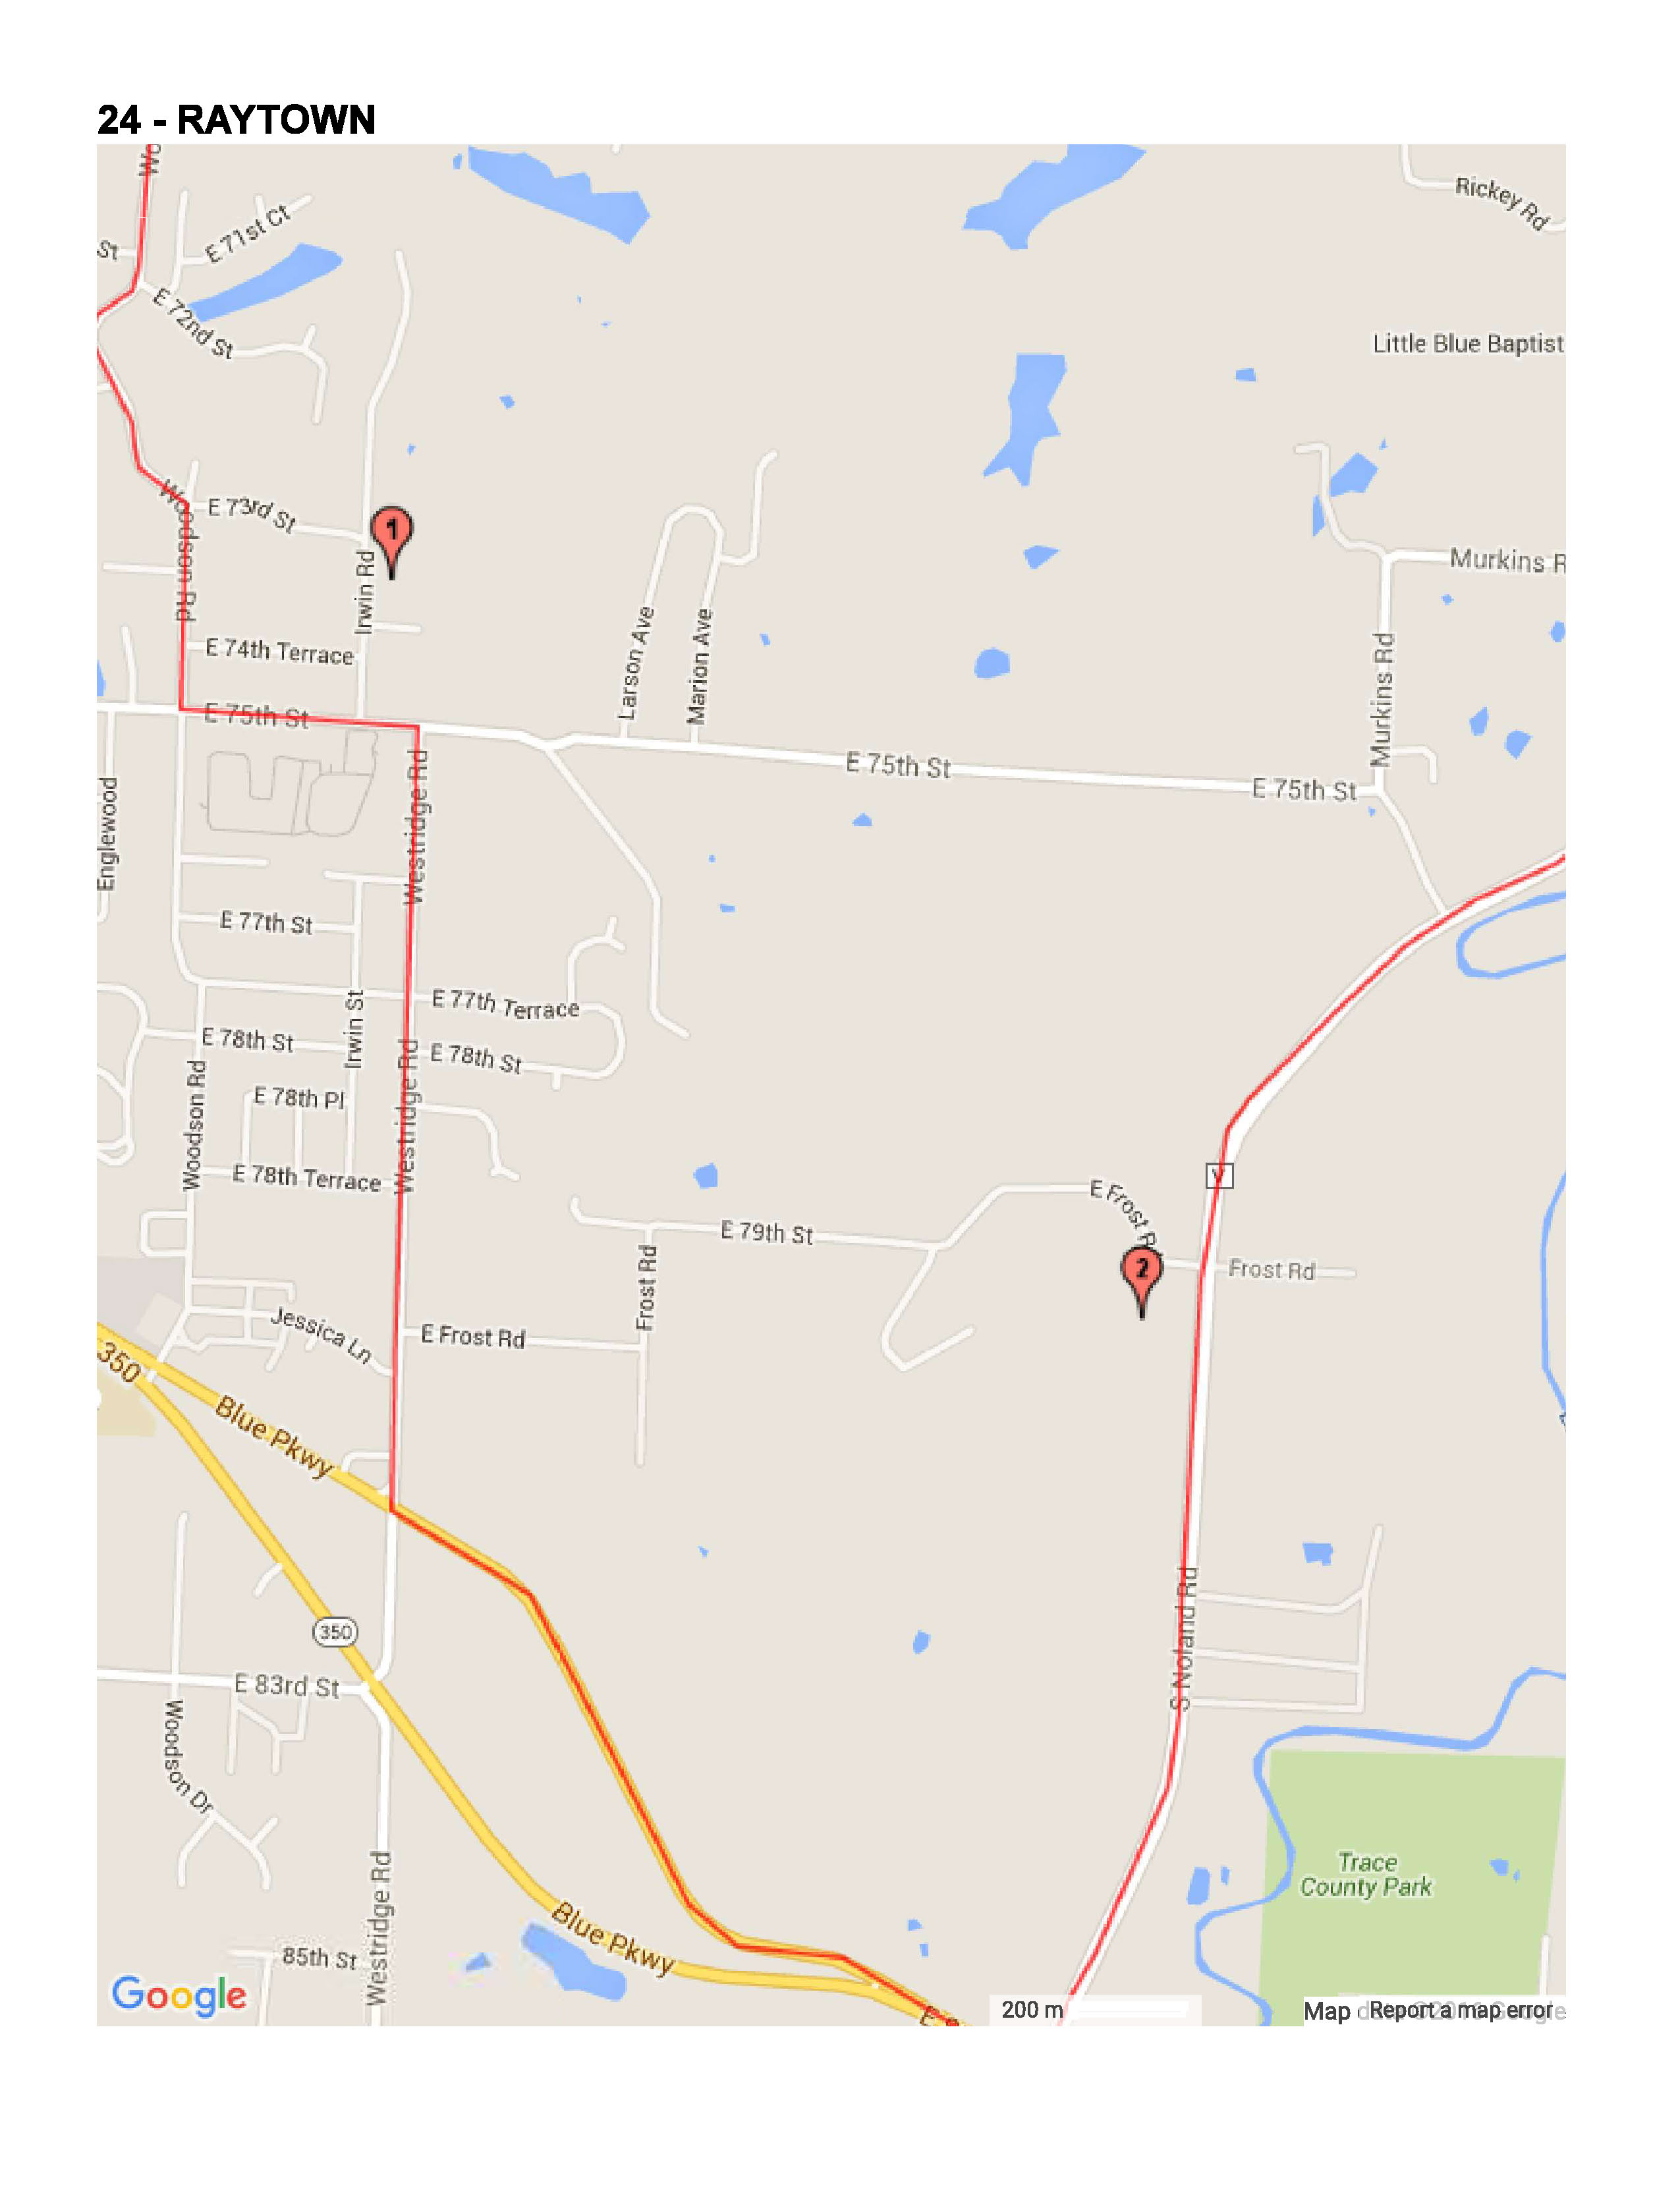 24 - RAYTOWN
Wo
Rickey Rd
E 71st Ct
St
E 72nd St
Little Blue Baptist
Woodson Rd
E 73rd St
1
Irwin Rd
Murkins R
E 74th Terrace
Larson Ave
Marion Ave
Murkins Rd
E 75th St
E 75th St
E 75th St
Westridge Rd
Englewood
E 77th St
E 77th Terrace
Irwin St
E 78th St
E 78th St
Westridge Rd
E 78th Pl
Woodson Rd
E 78th Terrace
V
E Frost R
E 79th St
Frost Rd
2
Frost Rd
Jessica Ln
E Frost Rd
350
Blue Pkwy
350
S Noland Rd
E 83rd St
Woodson Dr
Trace
County Park
Westridge Rd
Blue Pkwy
85th St
Google
200 m
Map
Report a map error